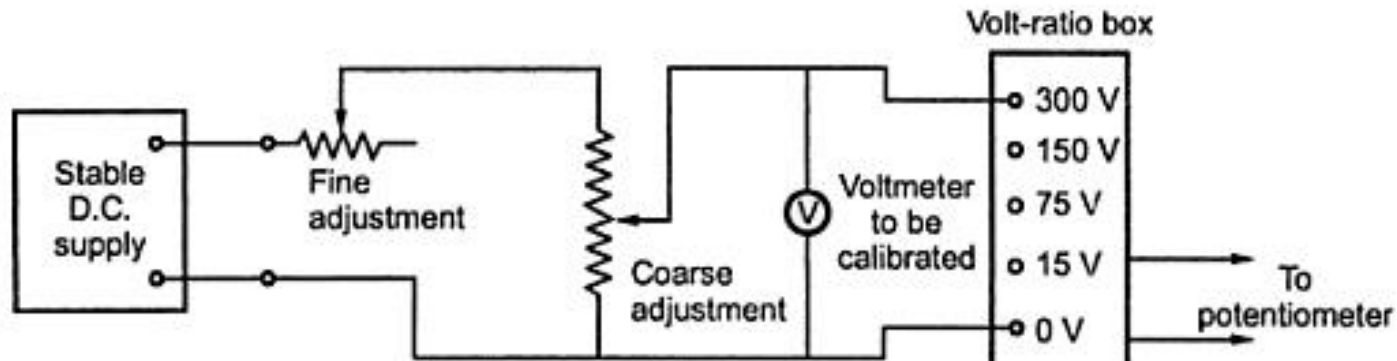 Volt-ratio box
300 V
150 V
75 V
15 V
0 V
Stable
D.C.
supply
Fine
adjustment
Coarse
adjustment
V
Voltmeter
to be
calibrated
To
potentiometer